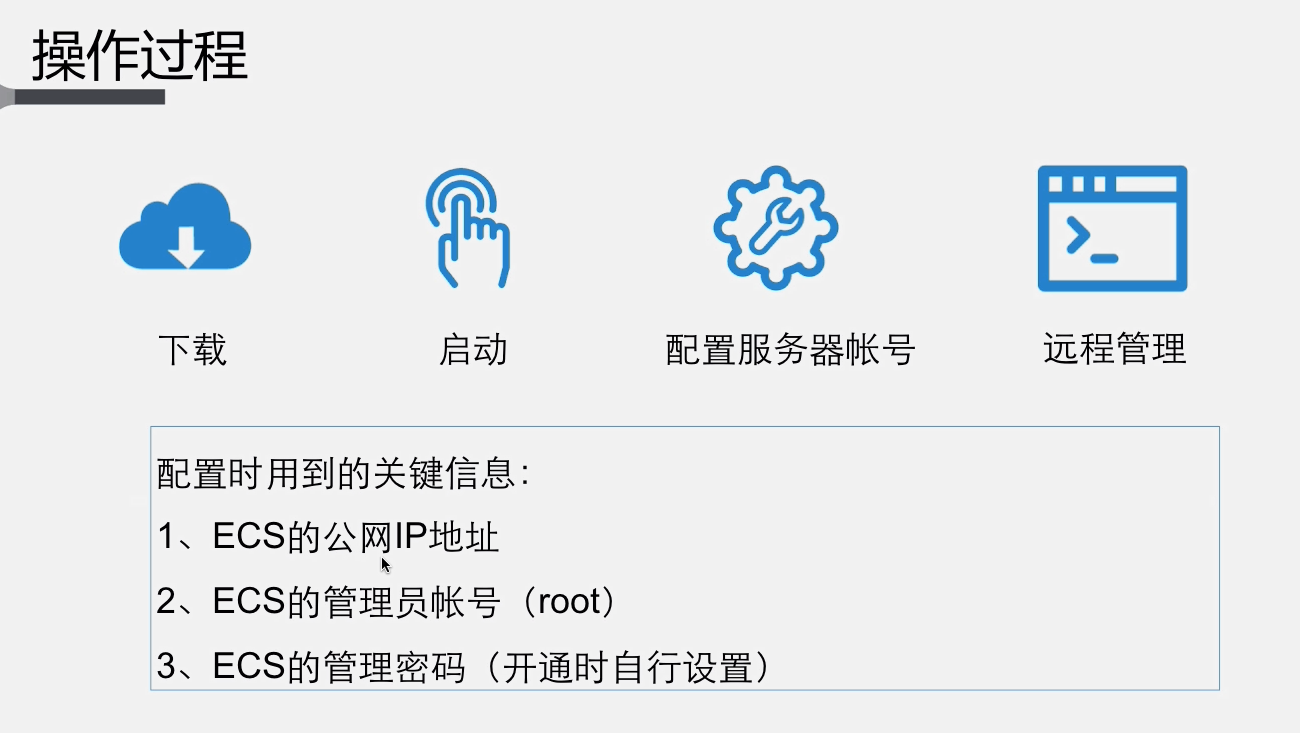 操作过程
下载
启动
配置服务器帐号
远程管理
配置时用到的关键信息：
1、ECS的公网IP地址
2、ECS的管理员帐号（root）
3、ECS的管理密码（开通时自行设置）